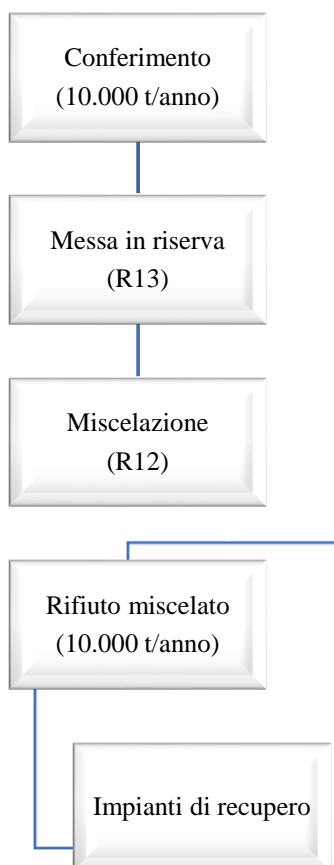 Conferimento
(10.000 t/anno)
Messa in riserva
(R13)
Miscelazione
(R12)
Rifiuto miscelato
(10.000 t/anno)
Impianti di recupero